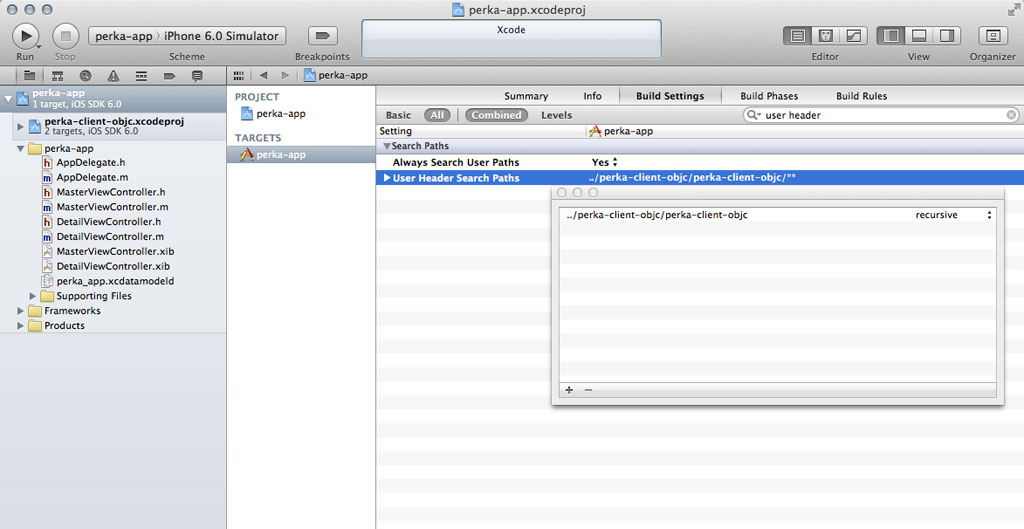 perka-app.xcodeproj
perka-app 〉 iPhone 6.0 Simulator
Xcode
Run
Stop
Scheme
Breakpoints
Editor
View
Organizer
perka-app
perka-app
1 target, iOS SDK 6.0
perka-client-objc.xcodeproj
2 targets, iOS SDK 6.0
perka-app
h AppDelegate.h
m AppDelegate.m
h MasterViewController.h
m MasterViewController.m
h DetailViewController.h
m DetailViewController.m
MasterViewController.xib
DetailViewController.xib
perka_app.xcdatamodeld
Supporting Files
Frameworks
Products
PROJECT
perka-app
TARGETS
perka-app
Summary
Info
Build Settings
Build Phases
Build Rules
Basic
All
Combined
Levels
user header
Setting
perka-app
Search Paths
Always Search User Paths
Yes
User Header Search Paths
../perka-client-objc/perka-client-objc/**
../perka-client-objc/perka-client-objc
recursive
+ −